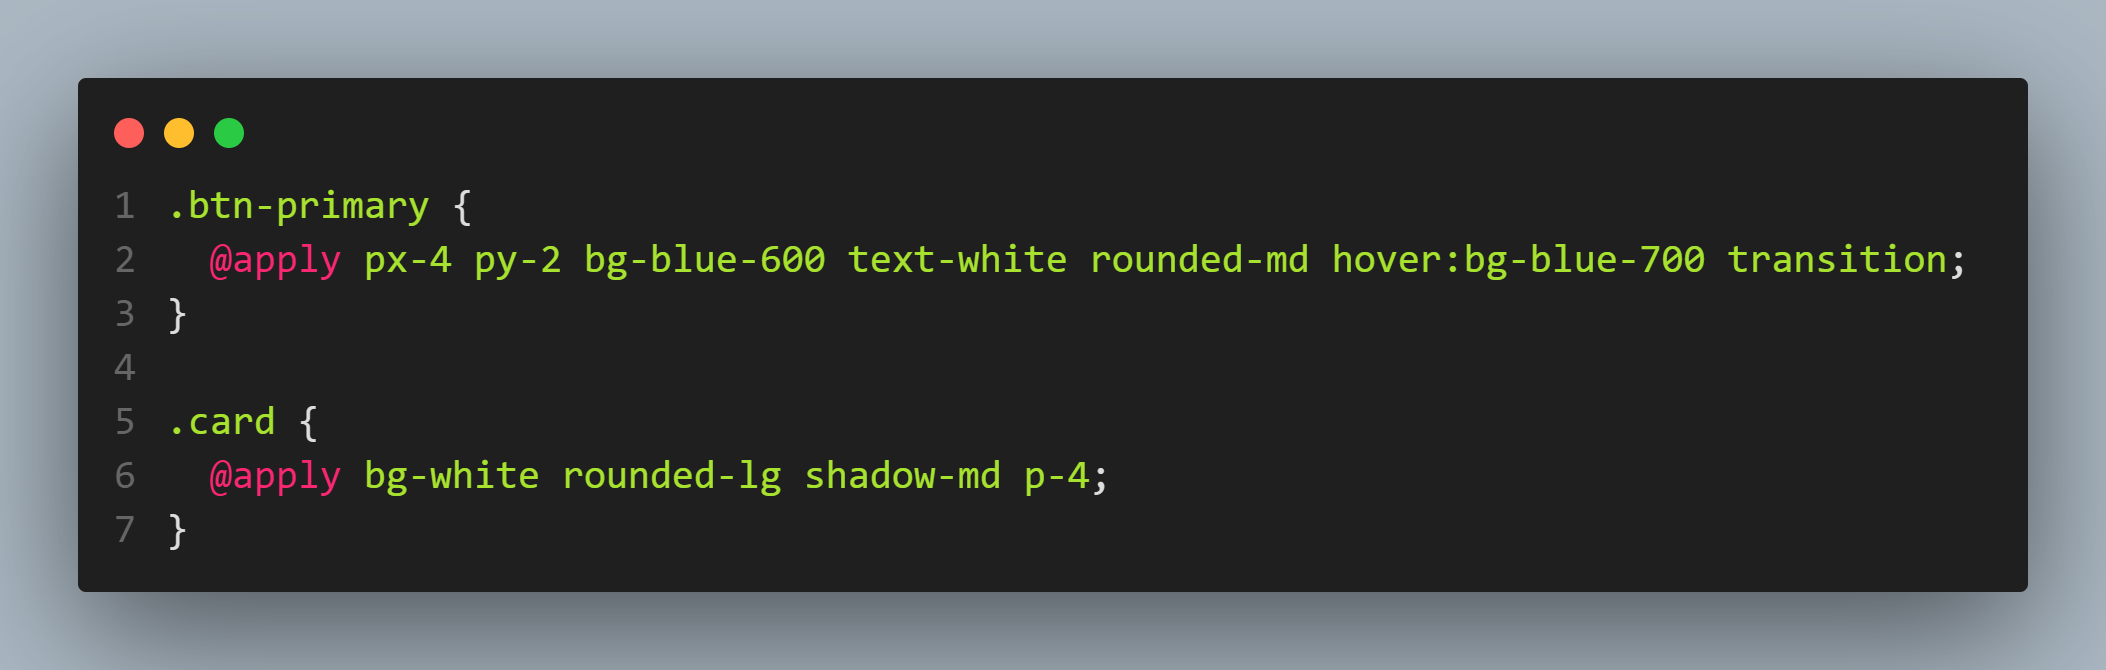 1 .btn-primary {
2   @apply px-4 py-2 bg-blue-600 text-white rounded-md hover:bg-blue-700 transition;
3 }
4
5 .card {
6   @apply bg-white rounded-lg shadow-md p-4;
7 }